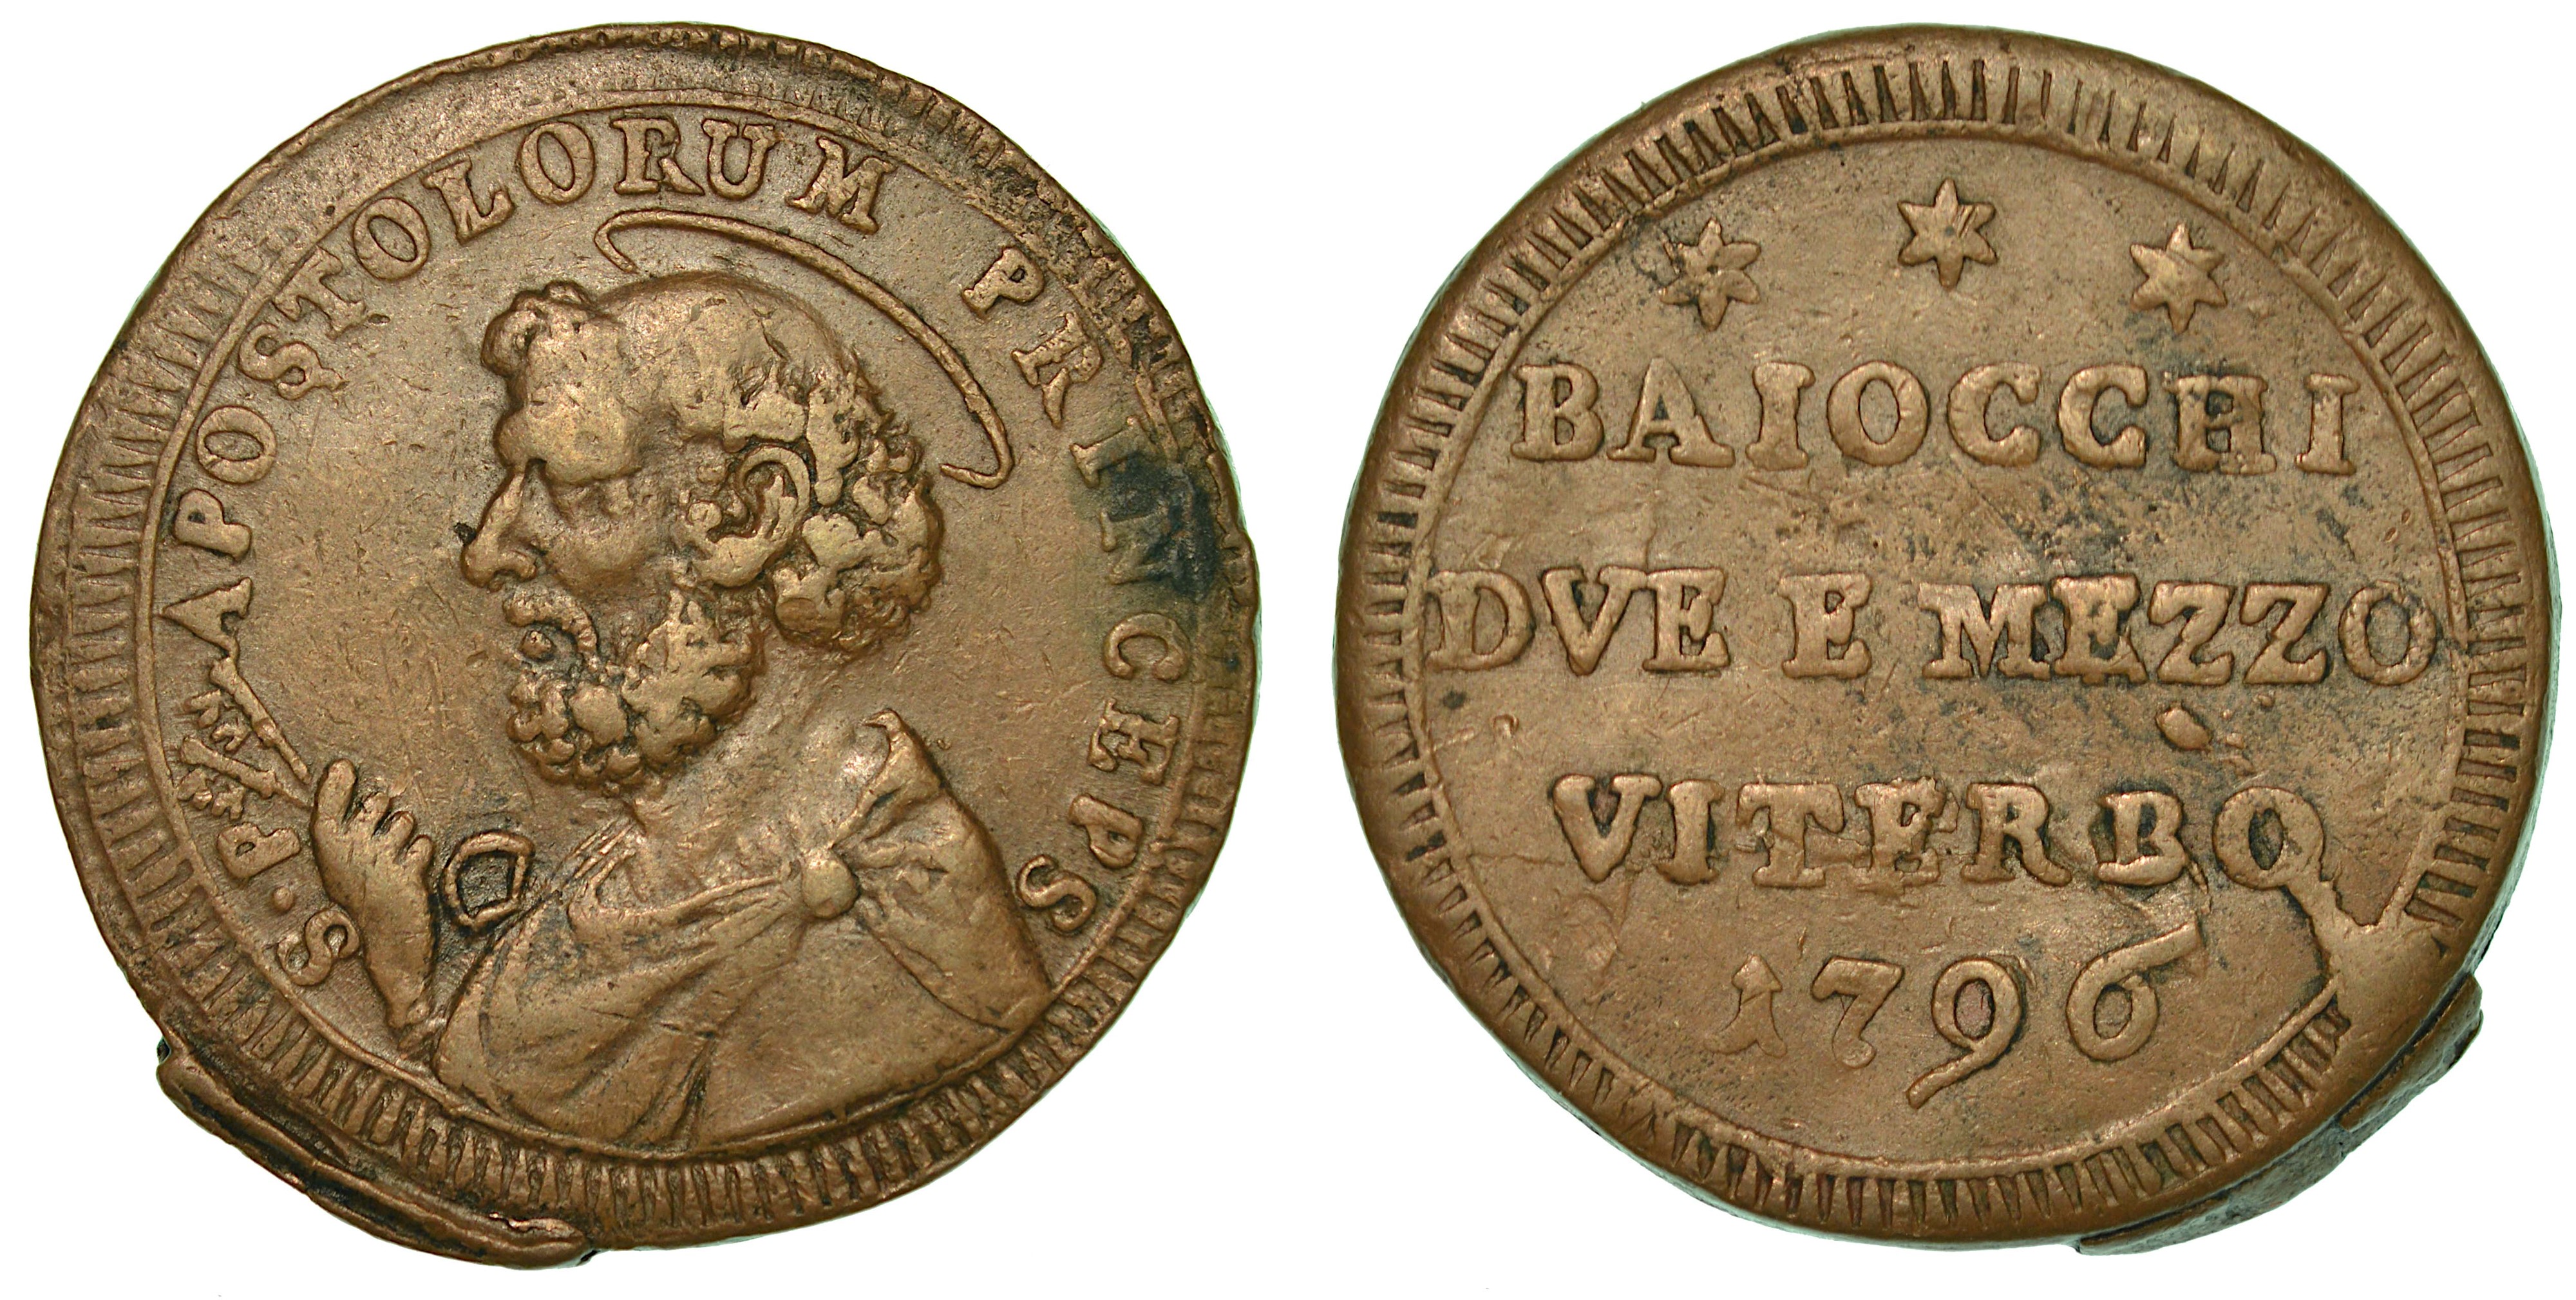 S. P. APOSTOLORUM PRINCEPS
BAIOCCHI
DVE E MEZZO
VITERBO
1796